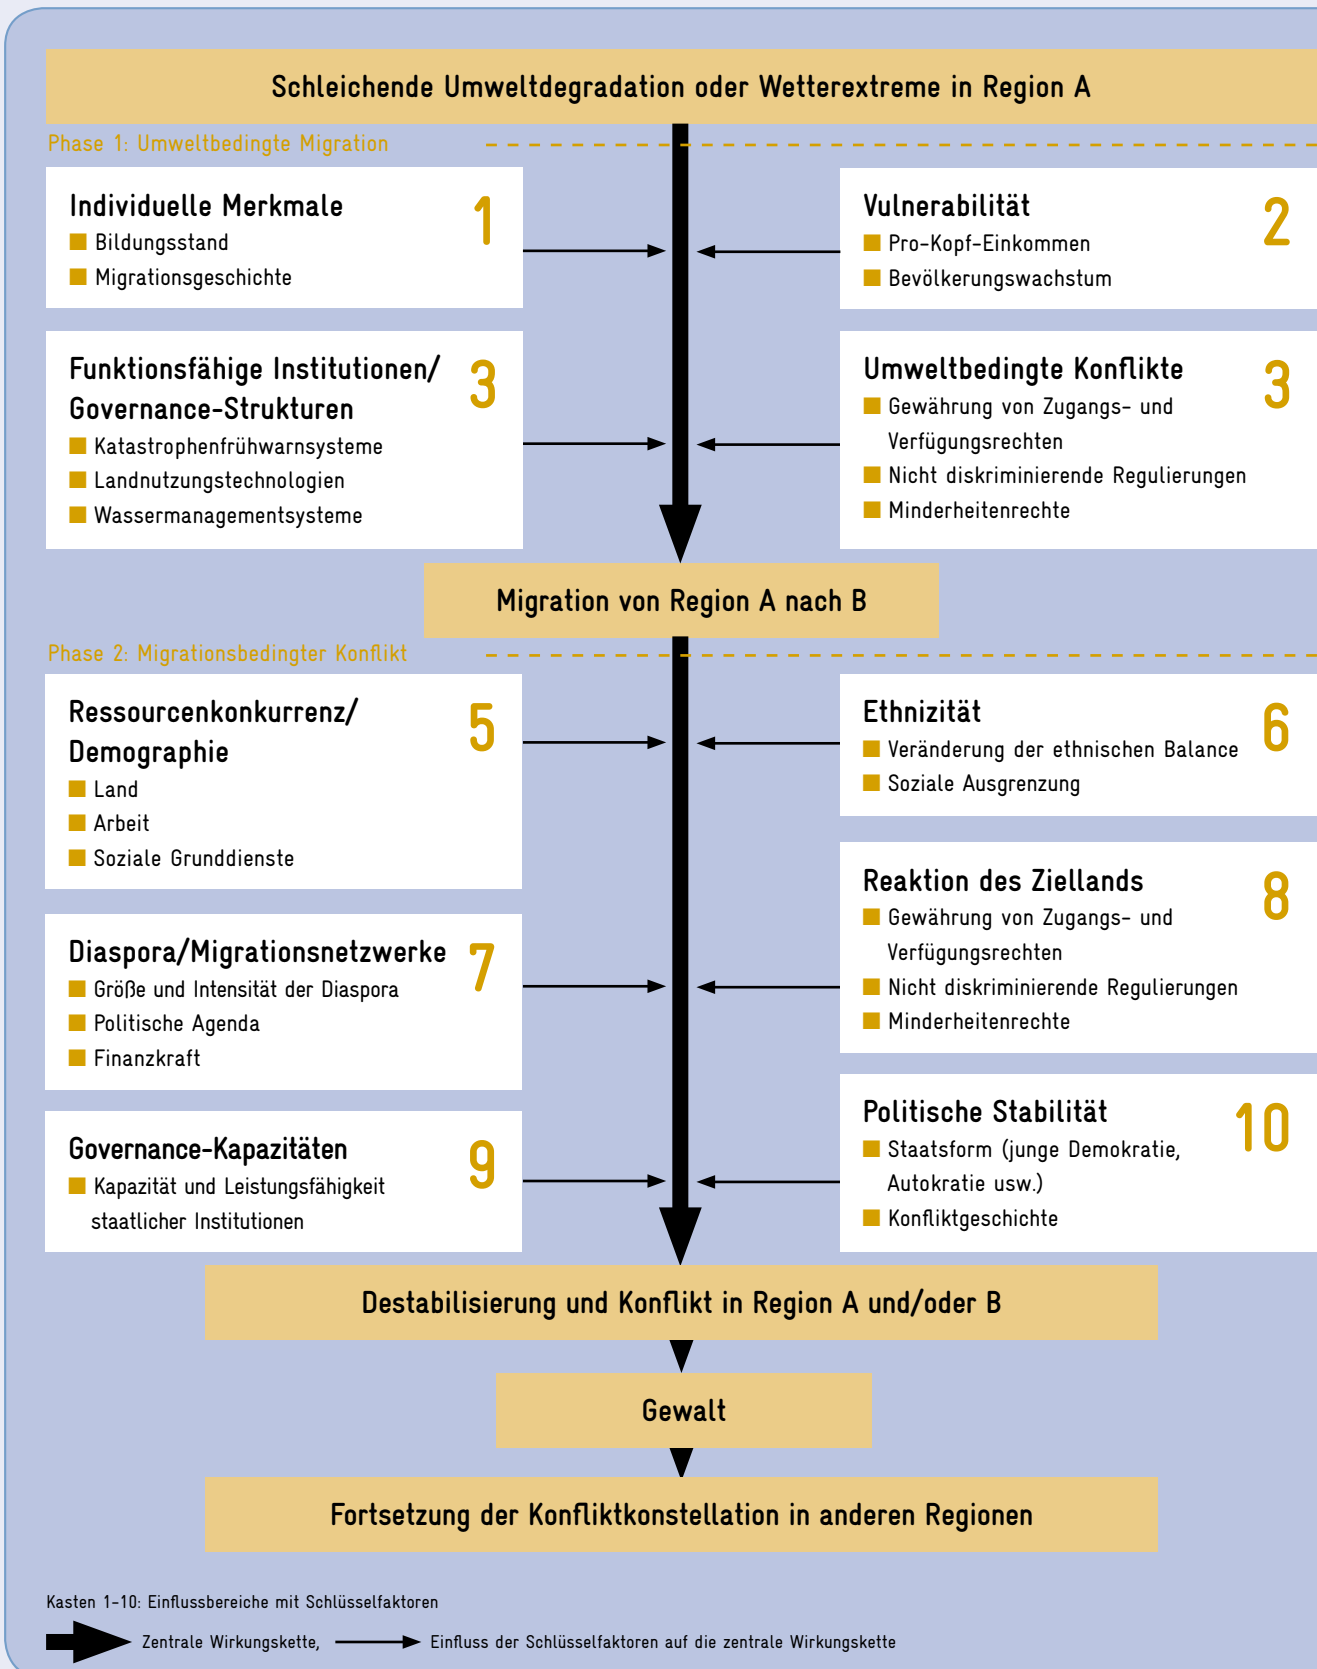 Schleichende Umweltdegradation oder Wetterextreme in Region A
Phase 1: Umweltbedingte Migration
Individuelle Merkmale
1
Bildungsstand
Migrationsgeschichte
Vulnerabilität
2
Pro-Kopf-Einkommen
Bevölkerungswachstum
Funktionsfähige Institutionen/
Governance-Strukturen
3
Katastrophenfrühwarnsysteme
Landnutzungstechnologien
Wassermanagementsysteme
Umweltbedingte Konflikte
3
Gewährung von Zugangs- und
Verfügungsrechten
Nicht diskriminierende Regulierungen
Minderheitenrechte
Migration von Region A nach B
Phase 2: Migrationsbedingter Konflikt
Ressourcenkonkurrenz/
Demographie
5
Land
Arbeit
Soziale Grunddienste
Ethnizität
6
Veränderung der ethnischen Balance
Soziale Ausgrenzung
Diaspora/Migrationsnetzwerke
7
Größe und Intensität der Diaspora
Politische Agenda
Finanzkraft
Reaktion des Ziellands
8
Gewährung von Zugangs- und
Verfügungsrechten
Nicht diskriminierende Regulierungen
Minderheitenrechte
Governance-Kapazitäten
9
Kapazität und Leistungsfähigkeit
staatlicher Institutionen
Politische Stabilität
10
Staatsform (junge Demokratie,
Autokratie usw.)
Konfliktgeschichte
Destabilisierung und Konflikt in Region A und/oder B
Gewalt
Fortsetzung der Konfliktkonstellation in anderen Regionen
Kasten 1-10: Einflussbereiche mit Schlüsselfaktoren
Zentrale Wirkungskette, Einfluss der Schlüsselfaktoren auf die zentrale Wirkungskette